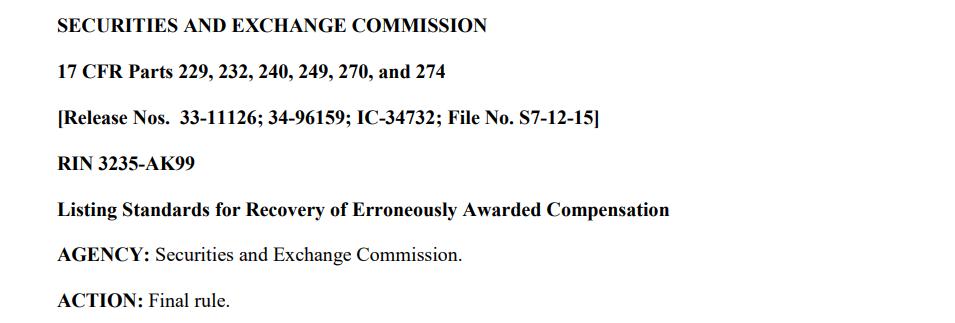 SECURITIES AND EXCHANGE COMMISSION
17 CFR Parts 229, 232, 240, 249, 270, and 274
[Release Nos.  33-11126; 34-96159; IC-34732; File No. S7-12-15]
RIN 3235-AK99
Listing Standards for Recovery of Erroneously Awarded Compensation
AGENCY: Securities and Exchange Commission.
ACTION: Final rule.